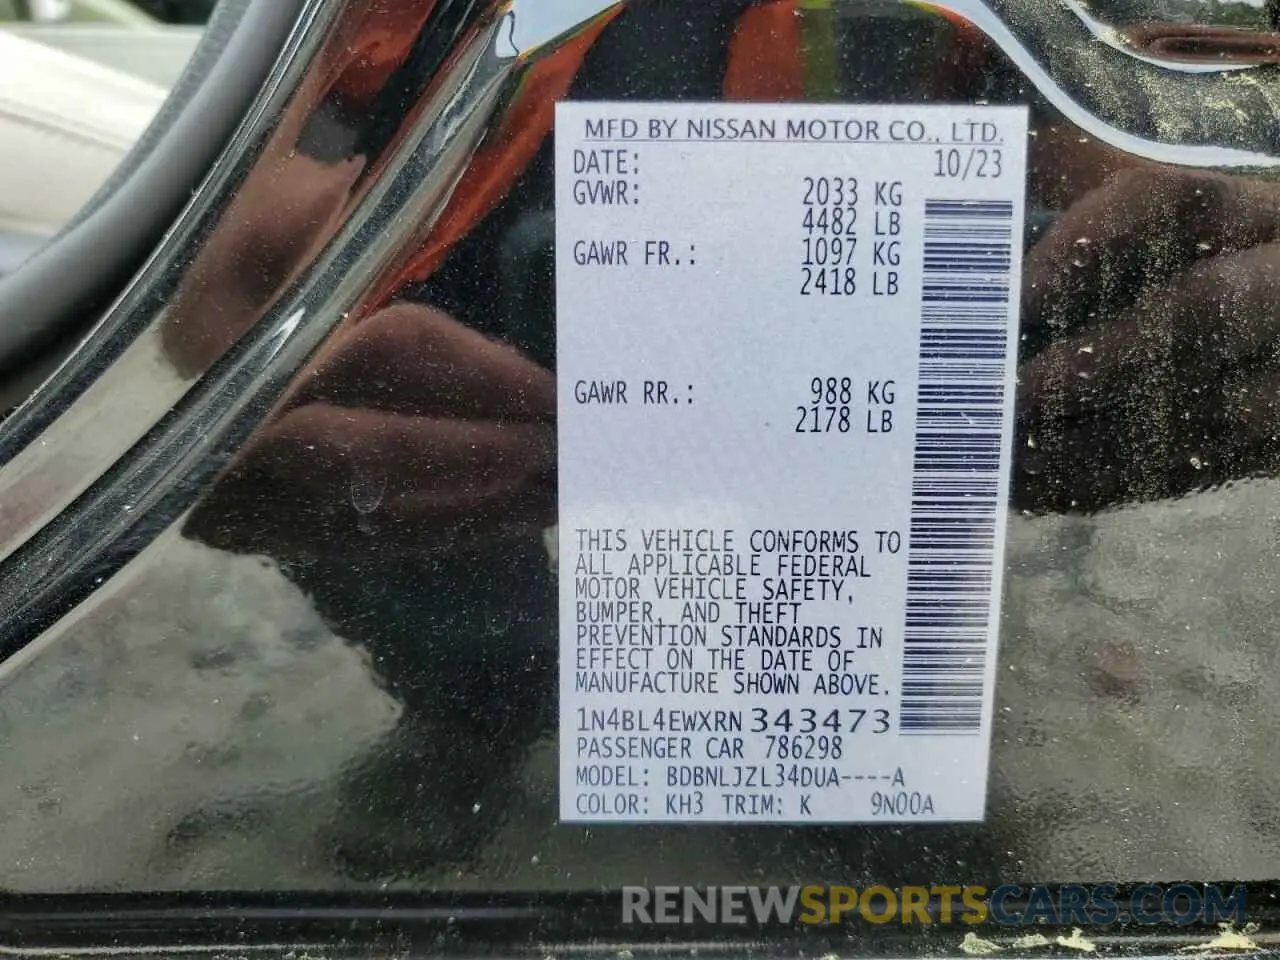 MFD BY NISSAN MOTOR CO., LTD.
DATE: 10/23
GVWR: 2033 KG
4482 LB
GAWR FR.: 1097 KG
2418 LB
GAWR RR.: 988 KG
2178 LB
THIS VEHICLE CONFORMS TO
ALL APPLICABLE FEDERAL
MOTOR VEHICLE SAFETY,
BUMPER, AND THEFT
PREVENTION STANDARDS IN
EFFECT ON THE DATE OF
MANUFACTURE SHOWN ABOVE.
1N4BL4EWXRN343473
PASSENGER CAR 786298
MODEL: BDBNLJZL34DUA----A
COLOR: KH3 TRIM: K 9N00A
RENEWSPORTSCARS.COM